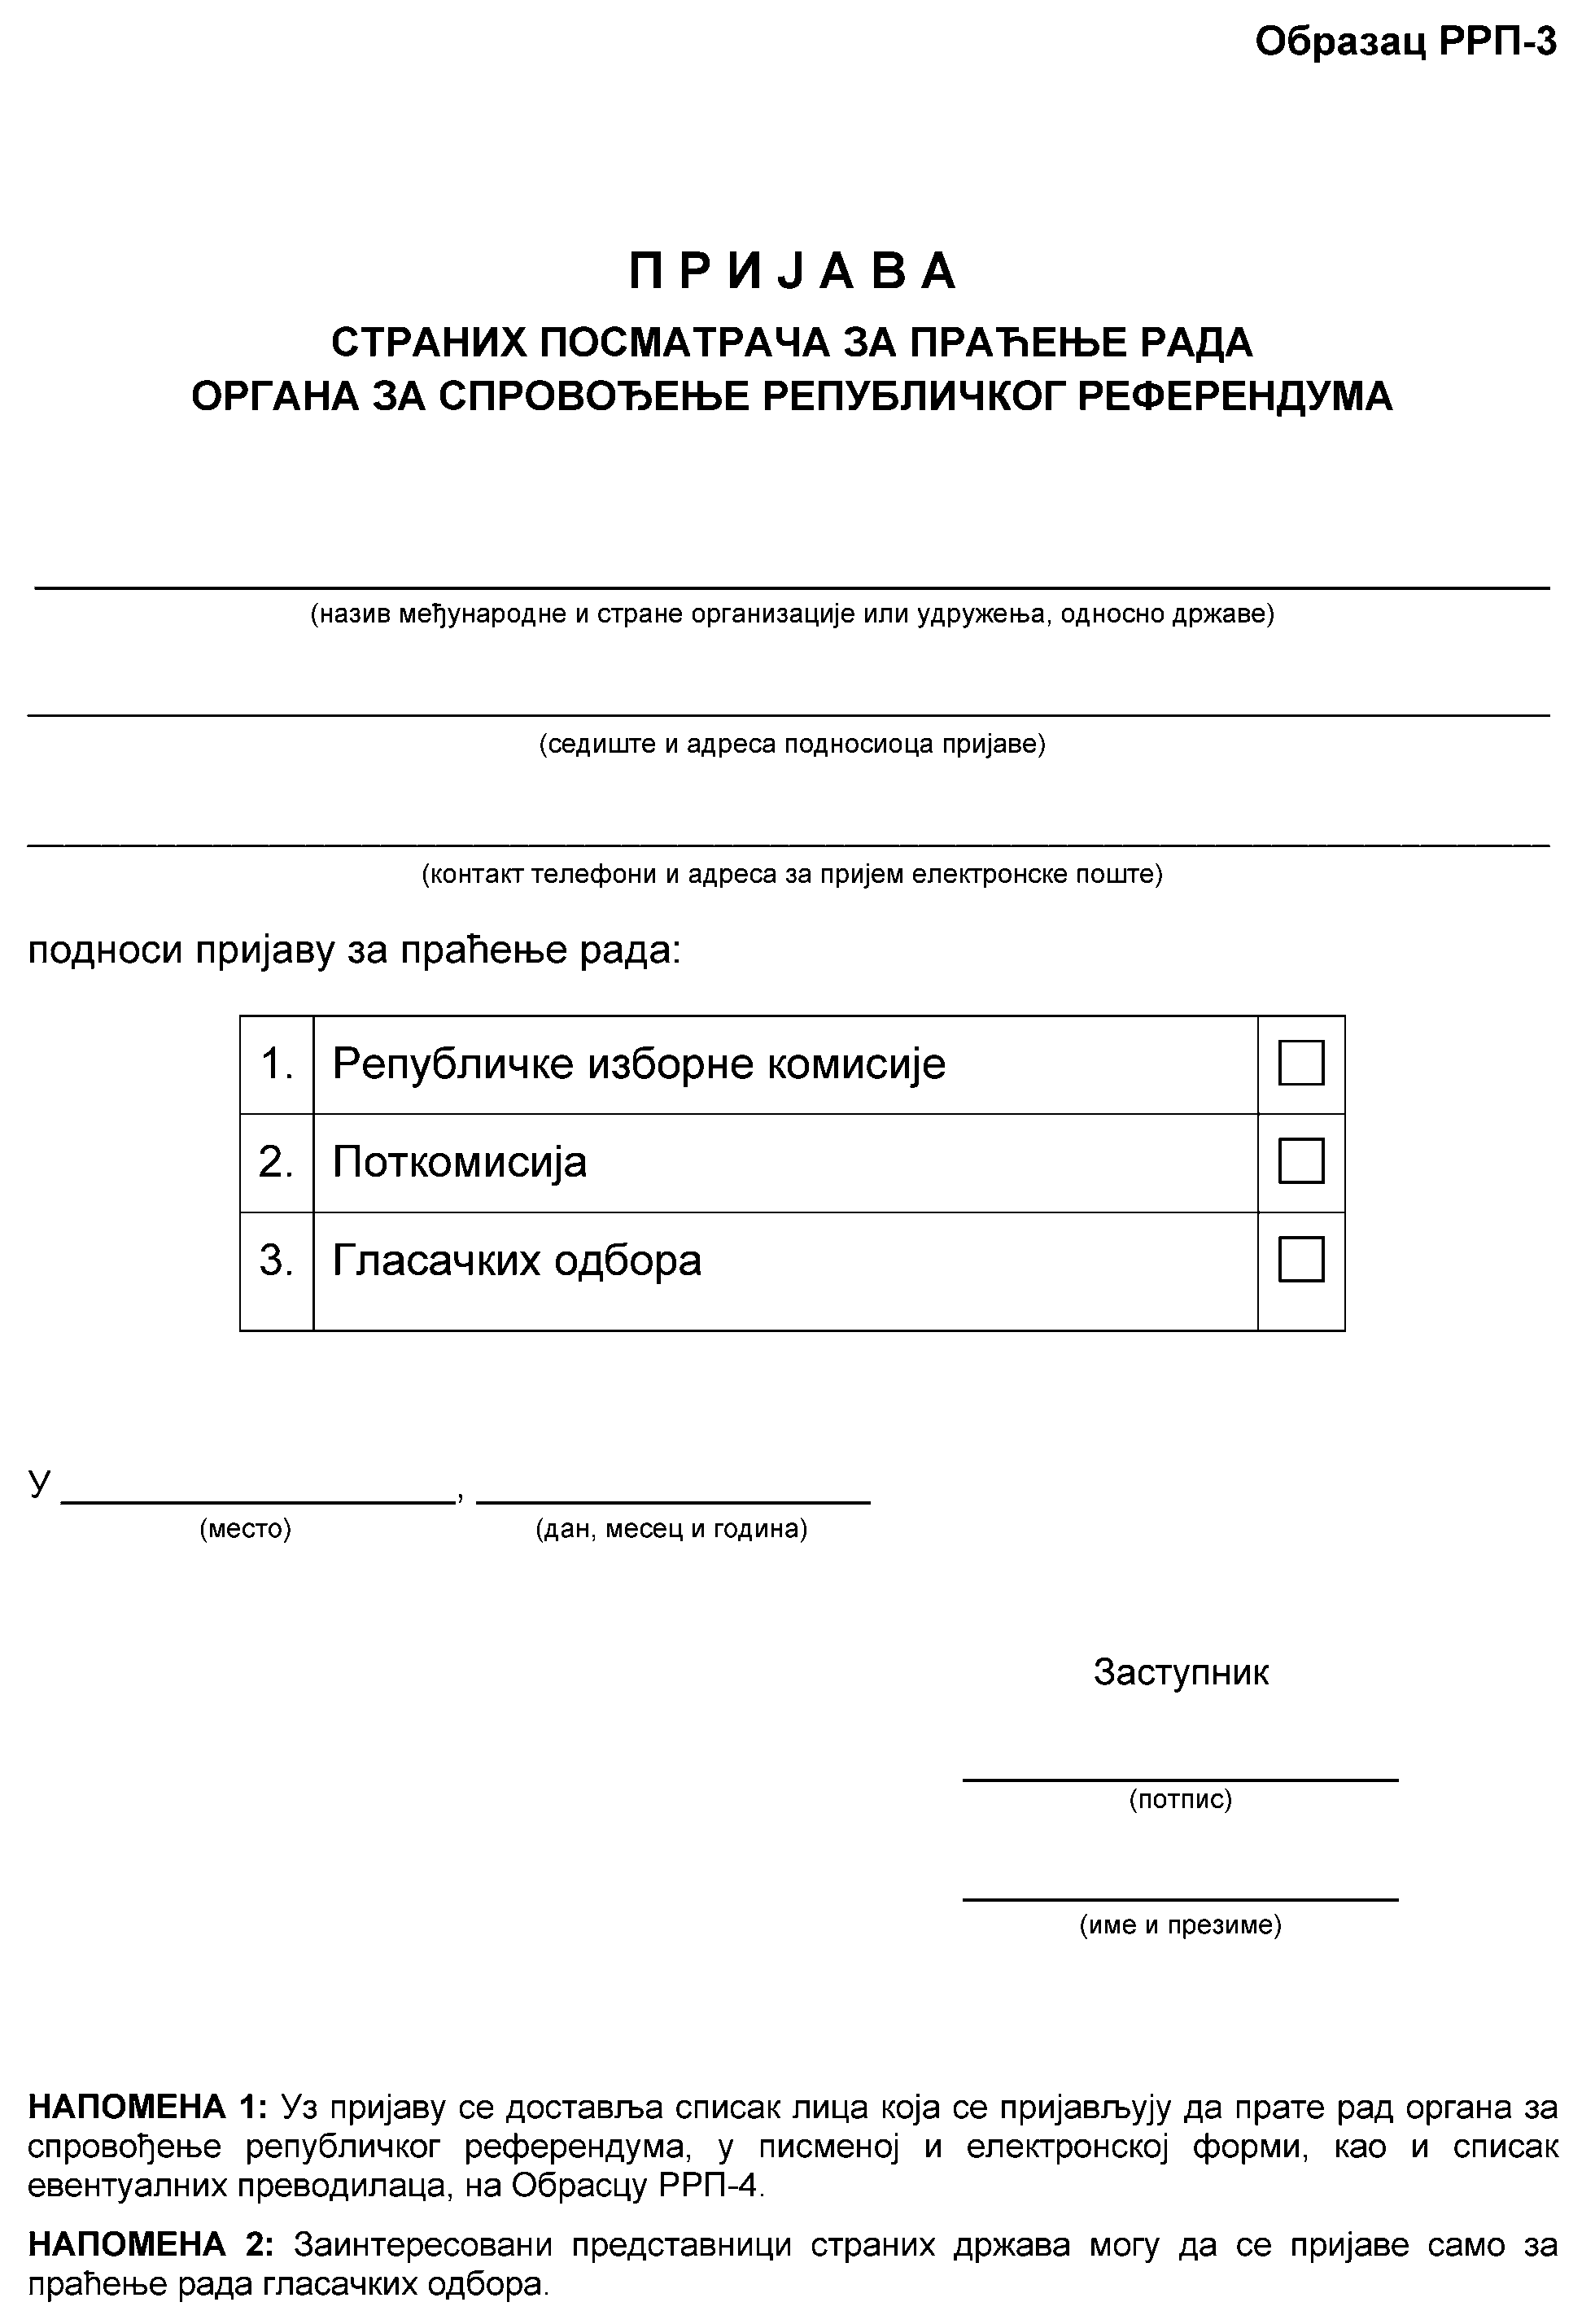 Образац РРП-3
П Р И Ј А В А
СТРАНИХ ПОСМАТРАЧА ЗА ПРАЋЕЊЕ РАДА
ОРГАНА ЗА СПРОВОЂЕЊЕ РЕПУБЛИЧКОГ РЕФЕРЕНДУМА
(назив међународне и стране организације или удружења, односно државе)
(седиште и адреса подносиоца пријаве)
(контакт телефони и адреса за пријем електронске поште)
подноси пријаву за праћење рада:
1. Републичке изборне комисије
2. Поткомисија
3. Гласачких одбора
У ____________________, ____________________
(место) (дан, месец и година)
Заступник
(потпис)
(име и презиме)
НАПОМЕНА 1: Уз пријаву се доставља списак лица која се пријављују да прате рад органа за
спровођење републичког референдума, у писменој и електронској форми, као и списак
евентуалних преводилаца, на Обрасцу РРП-4.
НАПОМЕНА 2: Заинтересовани представници страних држава могу да се пријаве само за
праћење рада гласачких одбора.